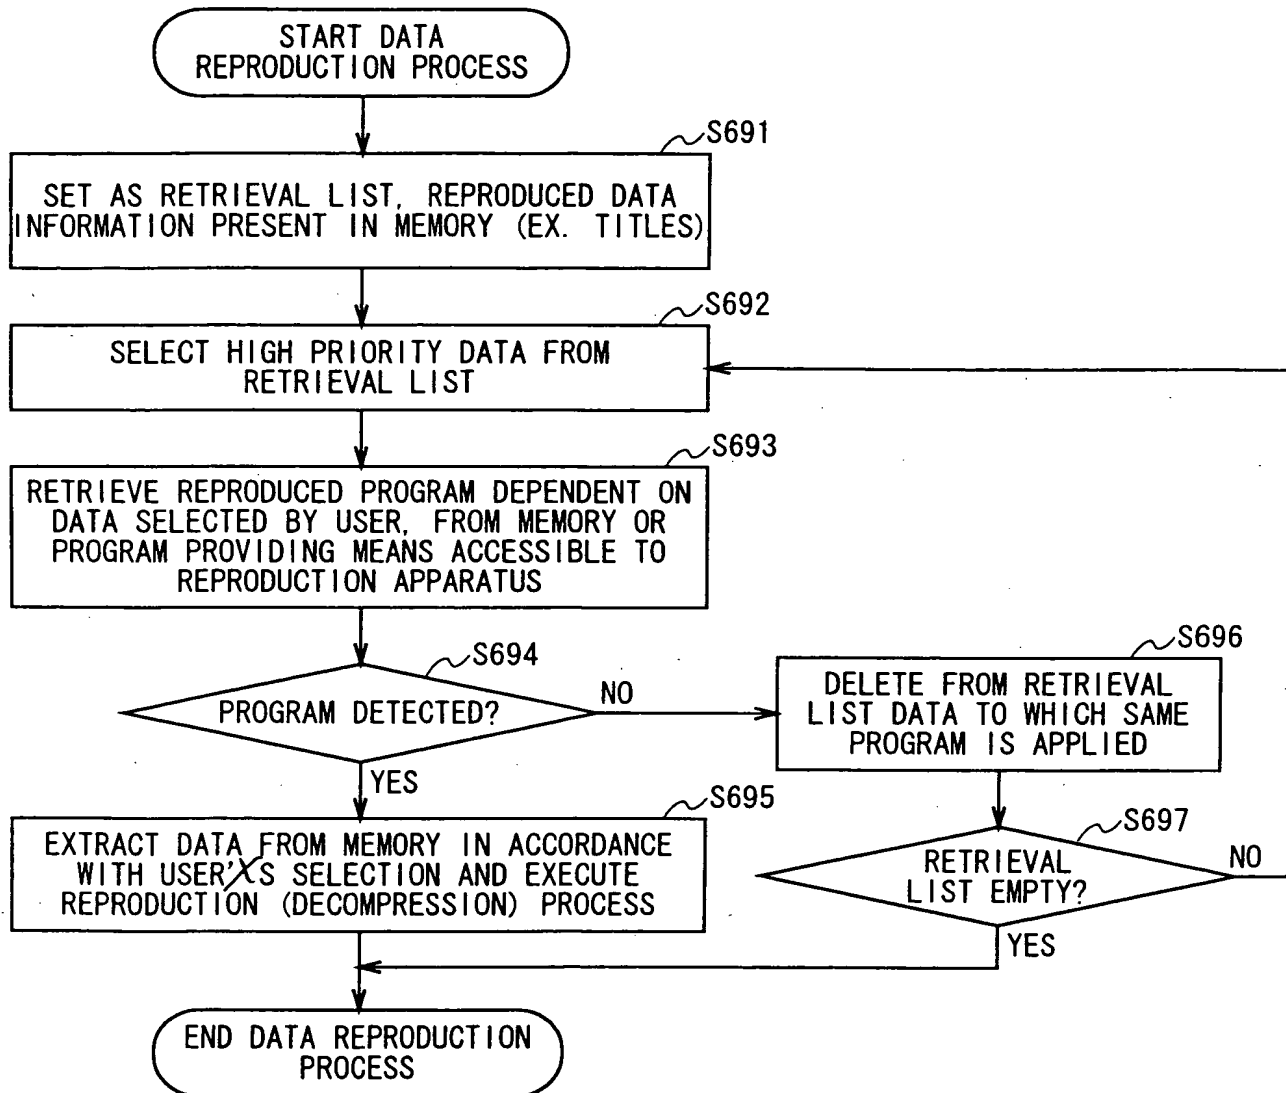 START DATA
REPRODUCTION PROCESS
S691
SET AS RETRIEVAL LIST, REPRODUCED DATA
INFORMATION PRESENT IN MEMORY (EX. TITLES)
S692
SELECT HIGH PRIORITY DATA FROM
RETRIEVAL LIST
S693
RETRIEVE REPRODUCED PROGRAM DEPENDENT ON
DATA SELECTED BY USER, FROM MEMORY OR
PROGRAM PROVIDING MEANS ACCESSIBLE TO
REPRODUCTION APPARATUS
S694
PROGRAM DETECTED?
NO
YES
S696
DELETE FROM RETRIEVAL
LIST DATA TO WHICH SAME
PROGRAM IS APPLIED
S695
EXTRACT DATA FROM MEMORY IN ACCORDANCE
WITH USER'S SELECTION AND EXECUTE
REPRODUCTION (DECOMPRESSION) PROCESS
S697
RETRIEVAL
LIST EMPTY?
NO
YES
END DATA REPRODUCTION
PROCESS